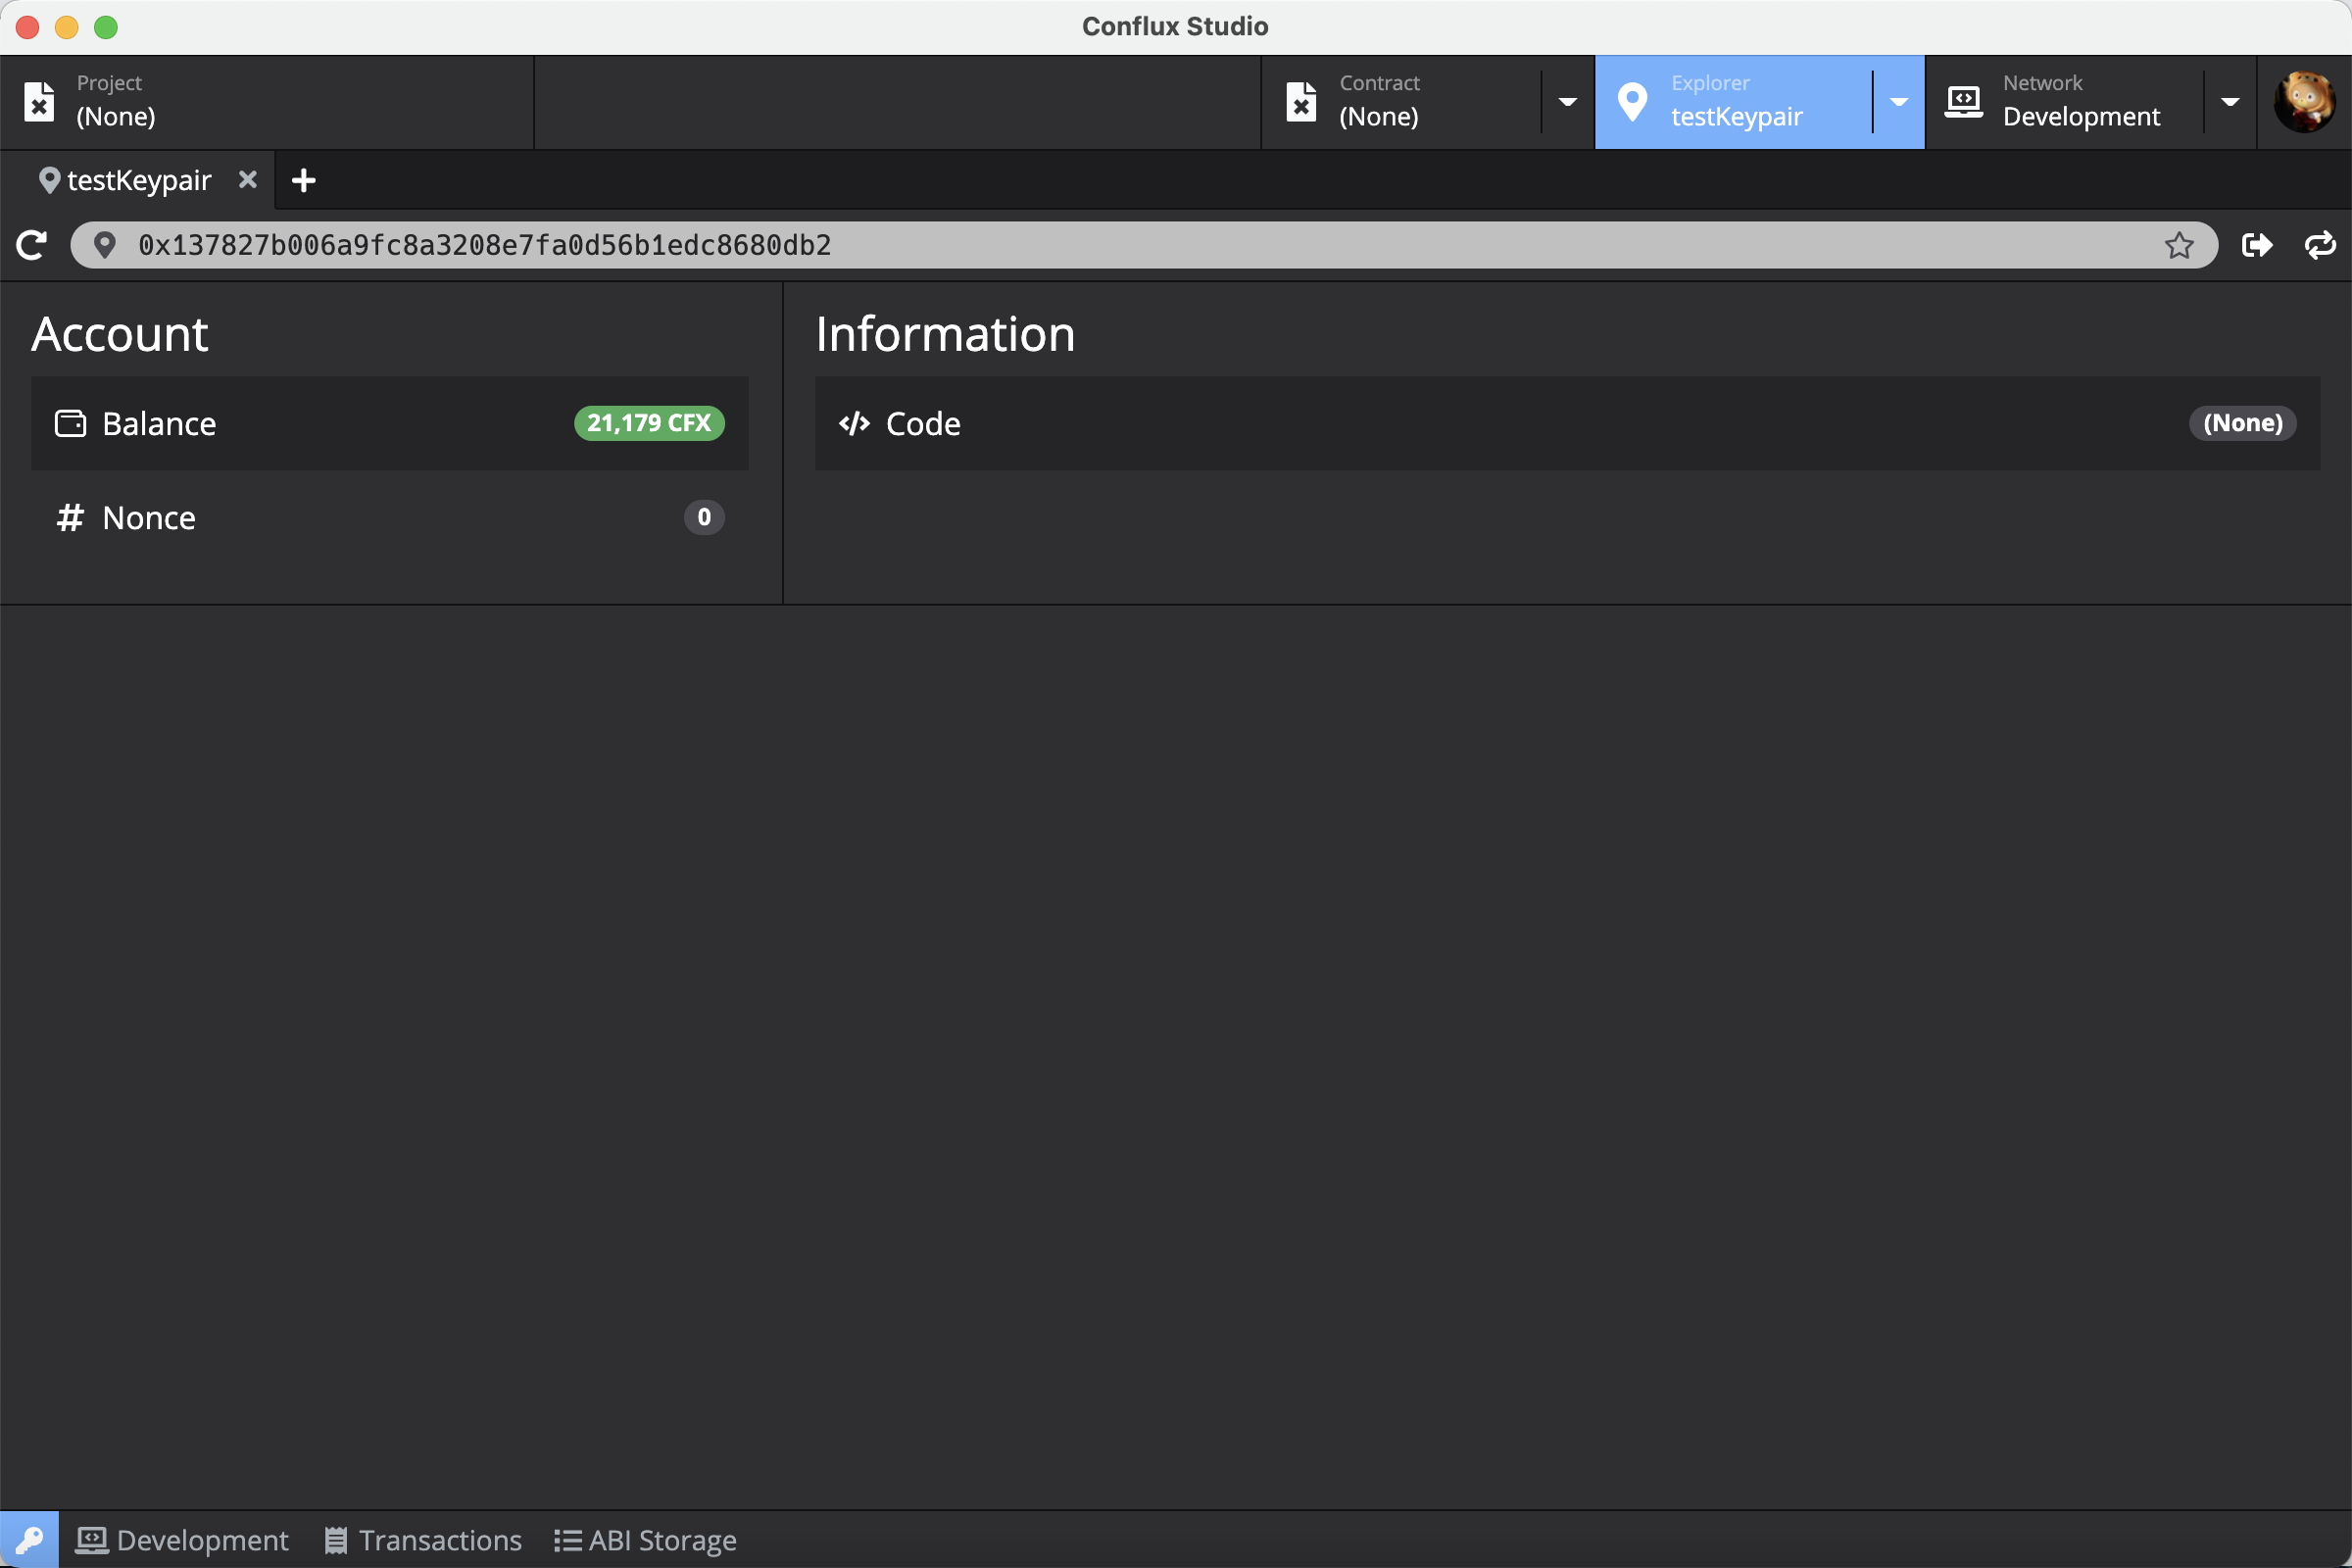 Conflux Studio
Project
(None)
Contract
(None)
Explorer
testKeypair
Network
Development
testKeypair
0x137827b006a9fc8a3208e7fa0d56b1edc8680db2
Account
Balance
21,179 CFX
Nonce
0
Information
Code
(None)
Development
Transactions
ABI Storage